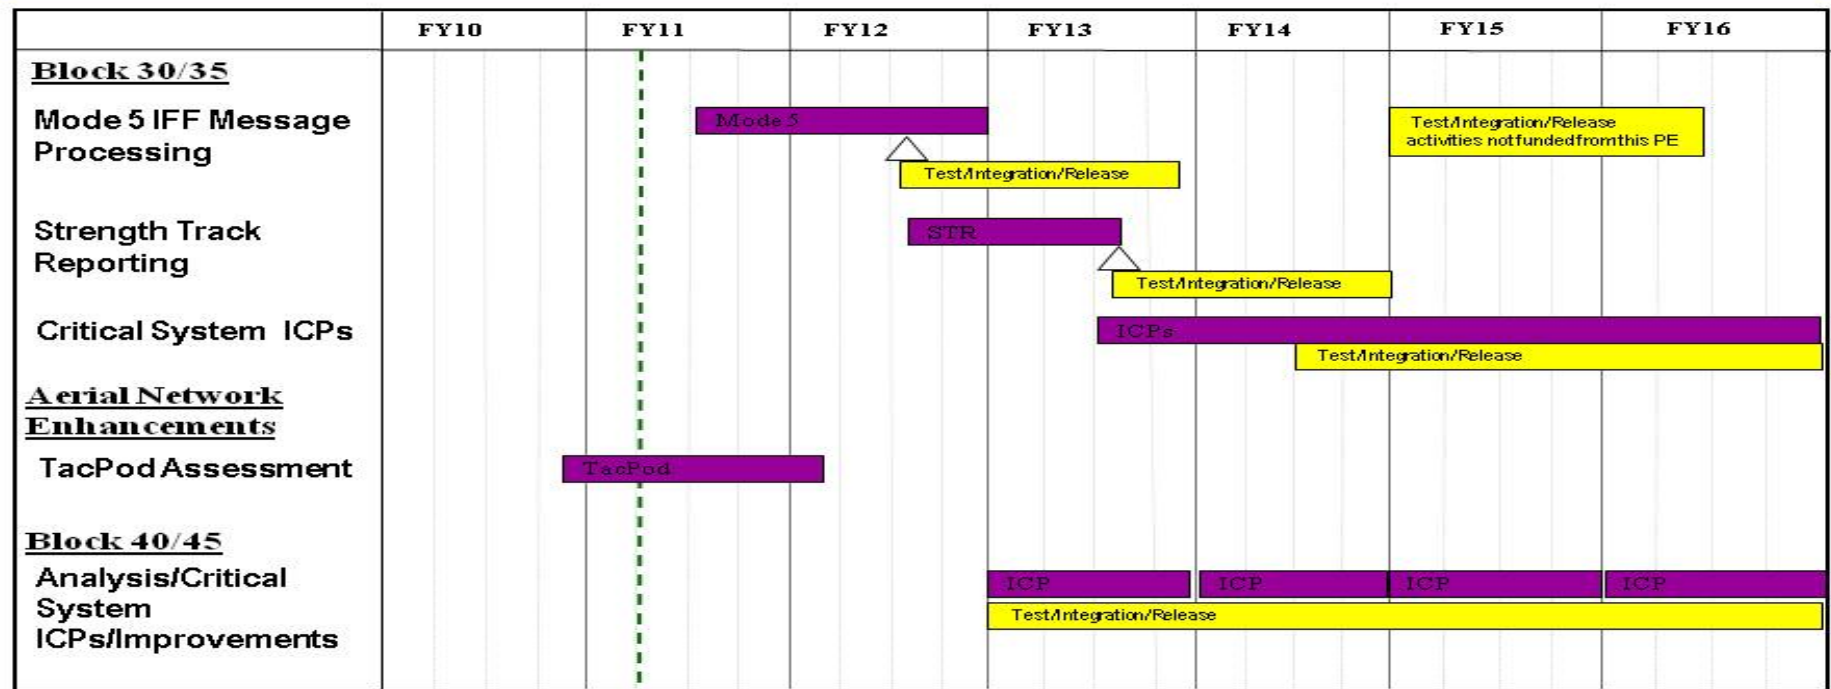 FY10 FY11 FY12 FY13 FY14 FY15 FY16
Block 30/35
Mode 5 IFF Message
Processing
Mode 5
Test/Integration/Release
activities not funded from this PE
Test/Integration/Release
Strength Track
Reporting
STR
Test/Integration/Release
Critical System ICPs
ICPs
Test/Integration/Release
Aerial Network
Enhancements
TacPod Assessment
TacPod
Block 40/45
Analysis/Critical
System
ICPs/Improvements
ICP ICP ICP ICP
Test/Integration/Release